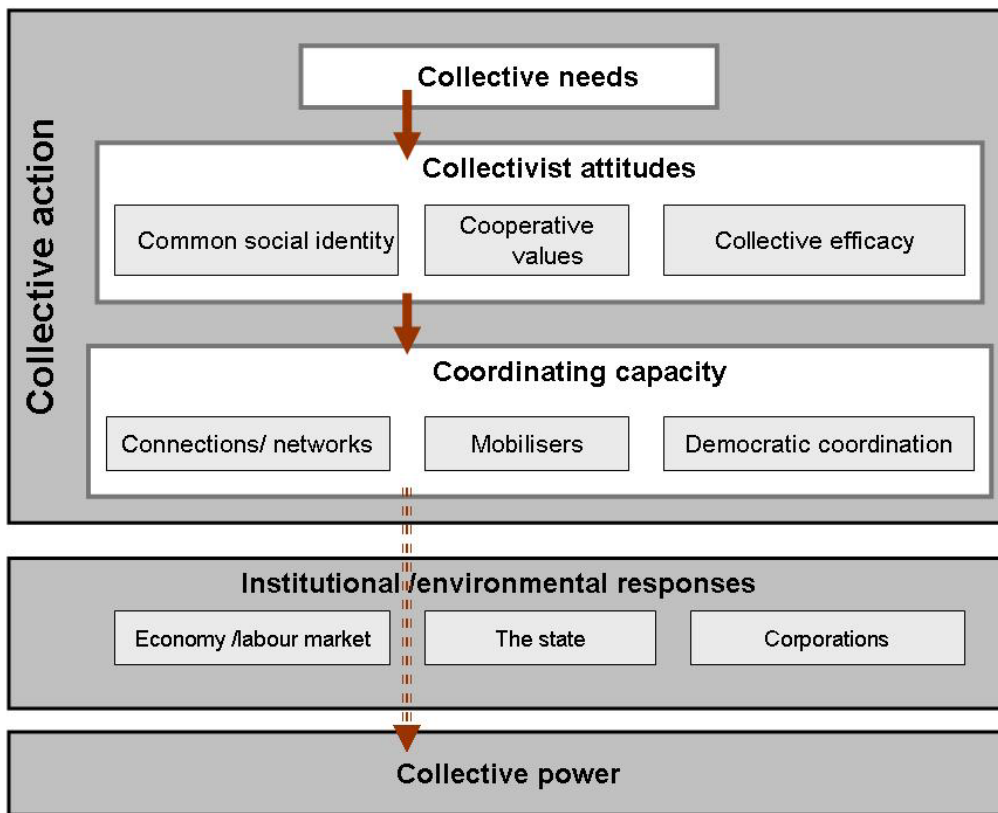 Collective action
Collective needs
Collectivist attitudes
Common social identity
Cooperative
values
Collective efficacy
Coordinating capacity
Connections/ networks
Mobilisers
Democratic coordination
Institutional /environmental responses
Economy /labour market
The state
Corporations
Collective power